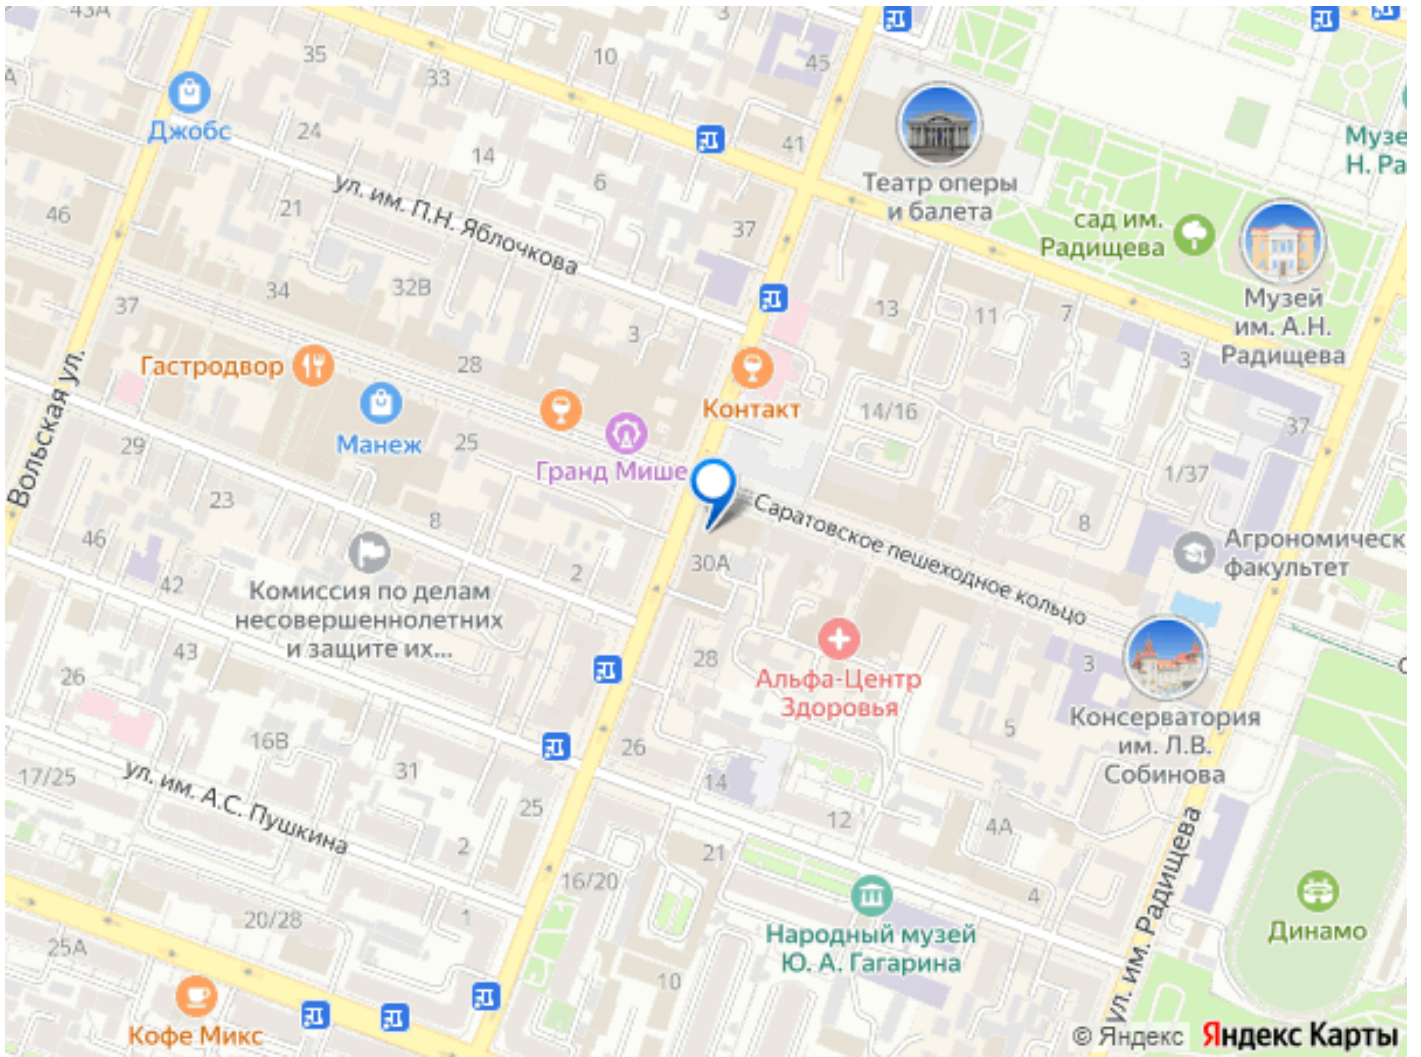 43А
35
33
10
45
Джобс
24
14
41
6
Театр оперы
и балета
Музе
Н. Ра
сад им.
Радищева
46
21
ул. им. П.Н. Яблочкова
37
34
32В
3
13
11
7
Музей
им. А.Н.
Радищева
37
Гастродвор
28
Контакт
14/16
3
37
Манеж
25
Гранд Мише
Вольская ул.
29
23
8
1/37
8
Саратовское пешеходное кольцо
Агрономическ
факультет
46
42
Комиссия по делам
несовершеннолетних
и защите их...
2
30А
43
28
Альфа-Центр
Здоровья
3
Консерватория
им. Л.В.
Собинова
26
16В
31
26
5
17/25
ул. им. А.С. Пушкина
25
14
12
4А
2
21
16/20
4
ул. им. Радищева
20/28
1
25А
Народный музей
Ю. А. Гагарина
10
Динамо
Кофе Микс
© Яндекс Яндекс Карты